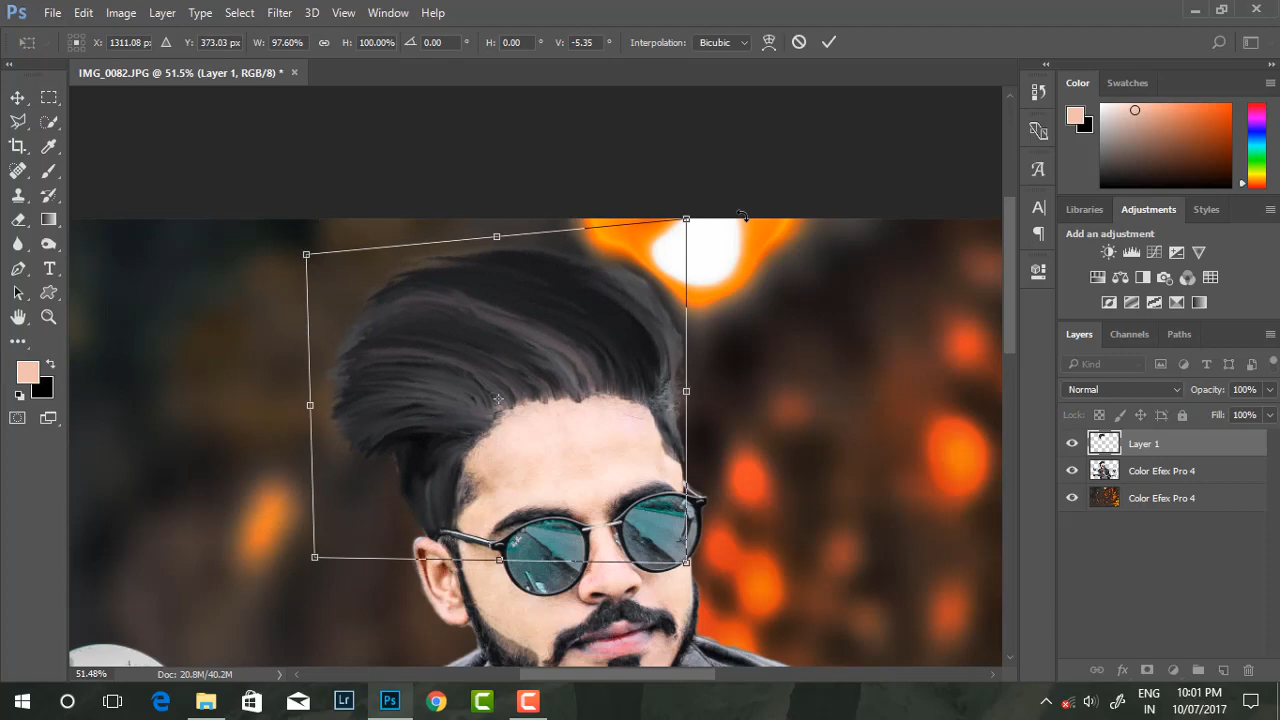 Ps File Edit Image Layer Type Select Filter 3D View Window Help
X: 1311.08 px Y: 373.03 px W: 97.60% H: 100.00% 0.00 ° H: 0.00 ° V: -5.35 ° Interpolation: Bicubic
IMG_0082.JPG @ 51.5% (Layer 1, RGB/8) * ×
Color Swatches
Libraries Adjustments Styles
Add an adjustment
Layers Channels Paths
Kind
Normal Opacity: 100%
Lock: Fill: 100%
Layer 1
Color Efex Pro 4
Color Efex Pro 4
51.48% Doc: 20.8M/40.2M
Lr Ps C C
ENG
IN
10:01 PM
10/07/2017